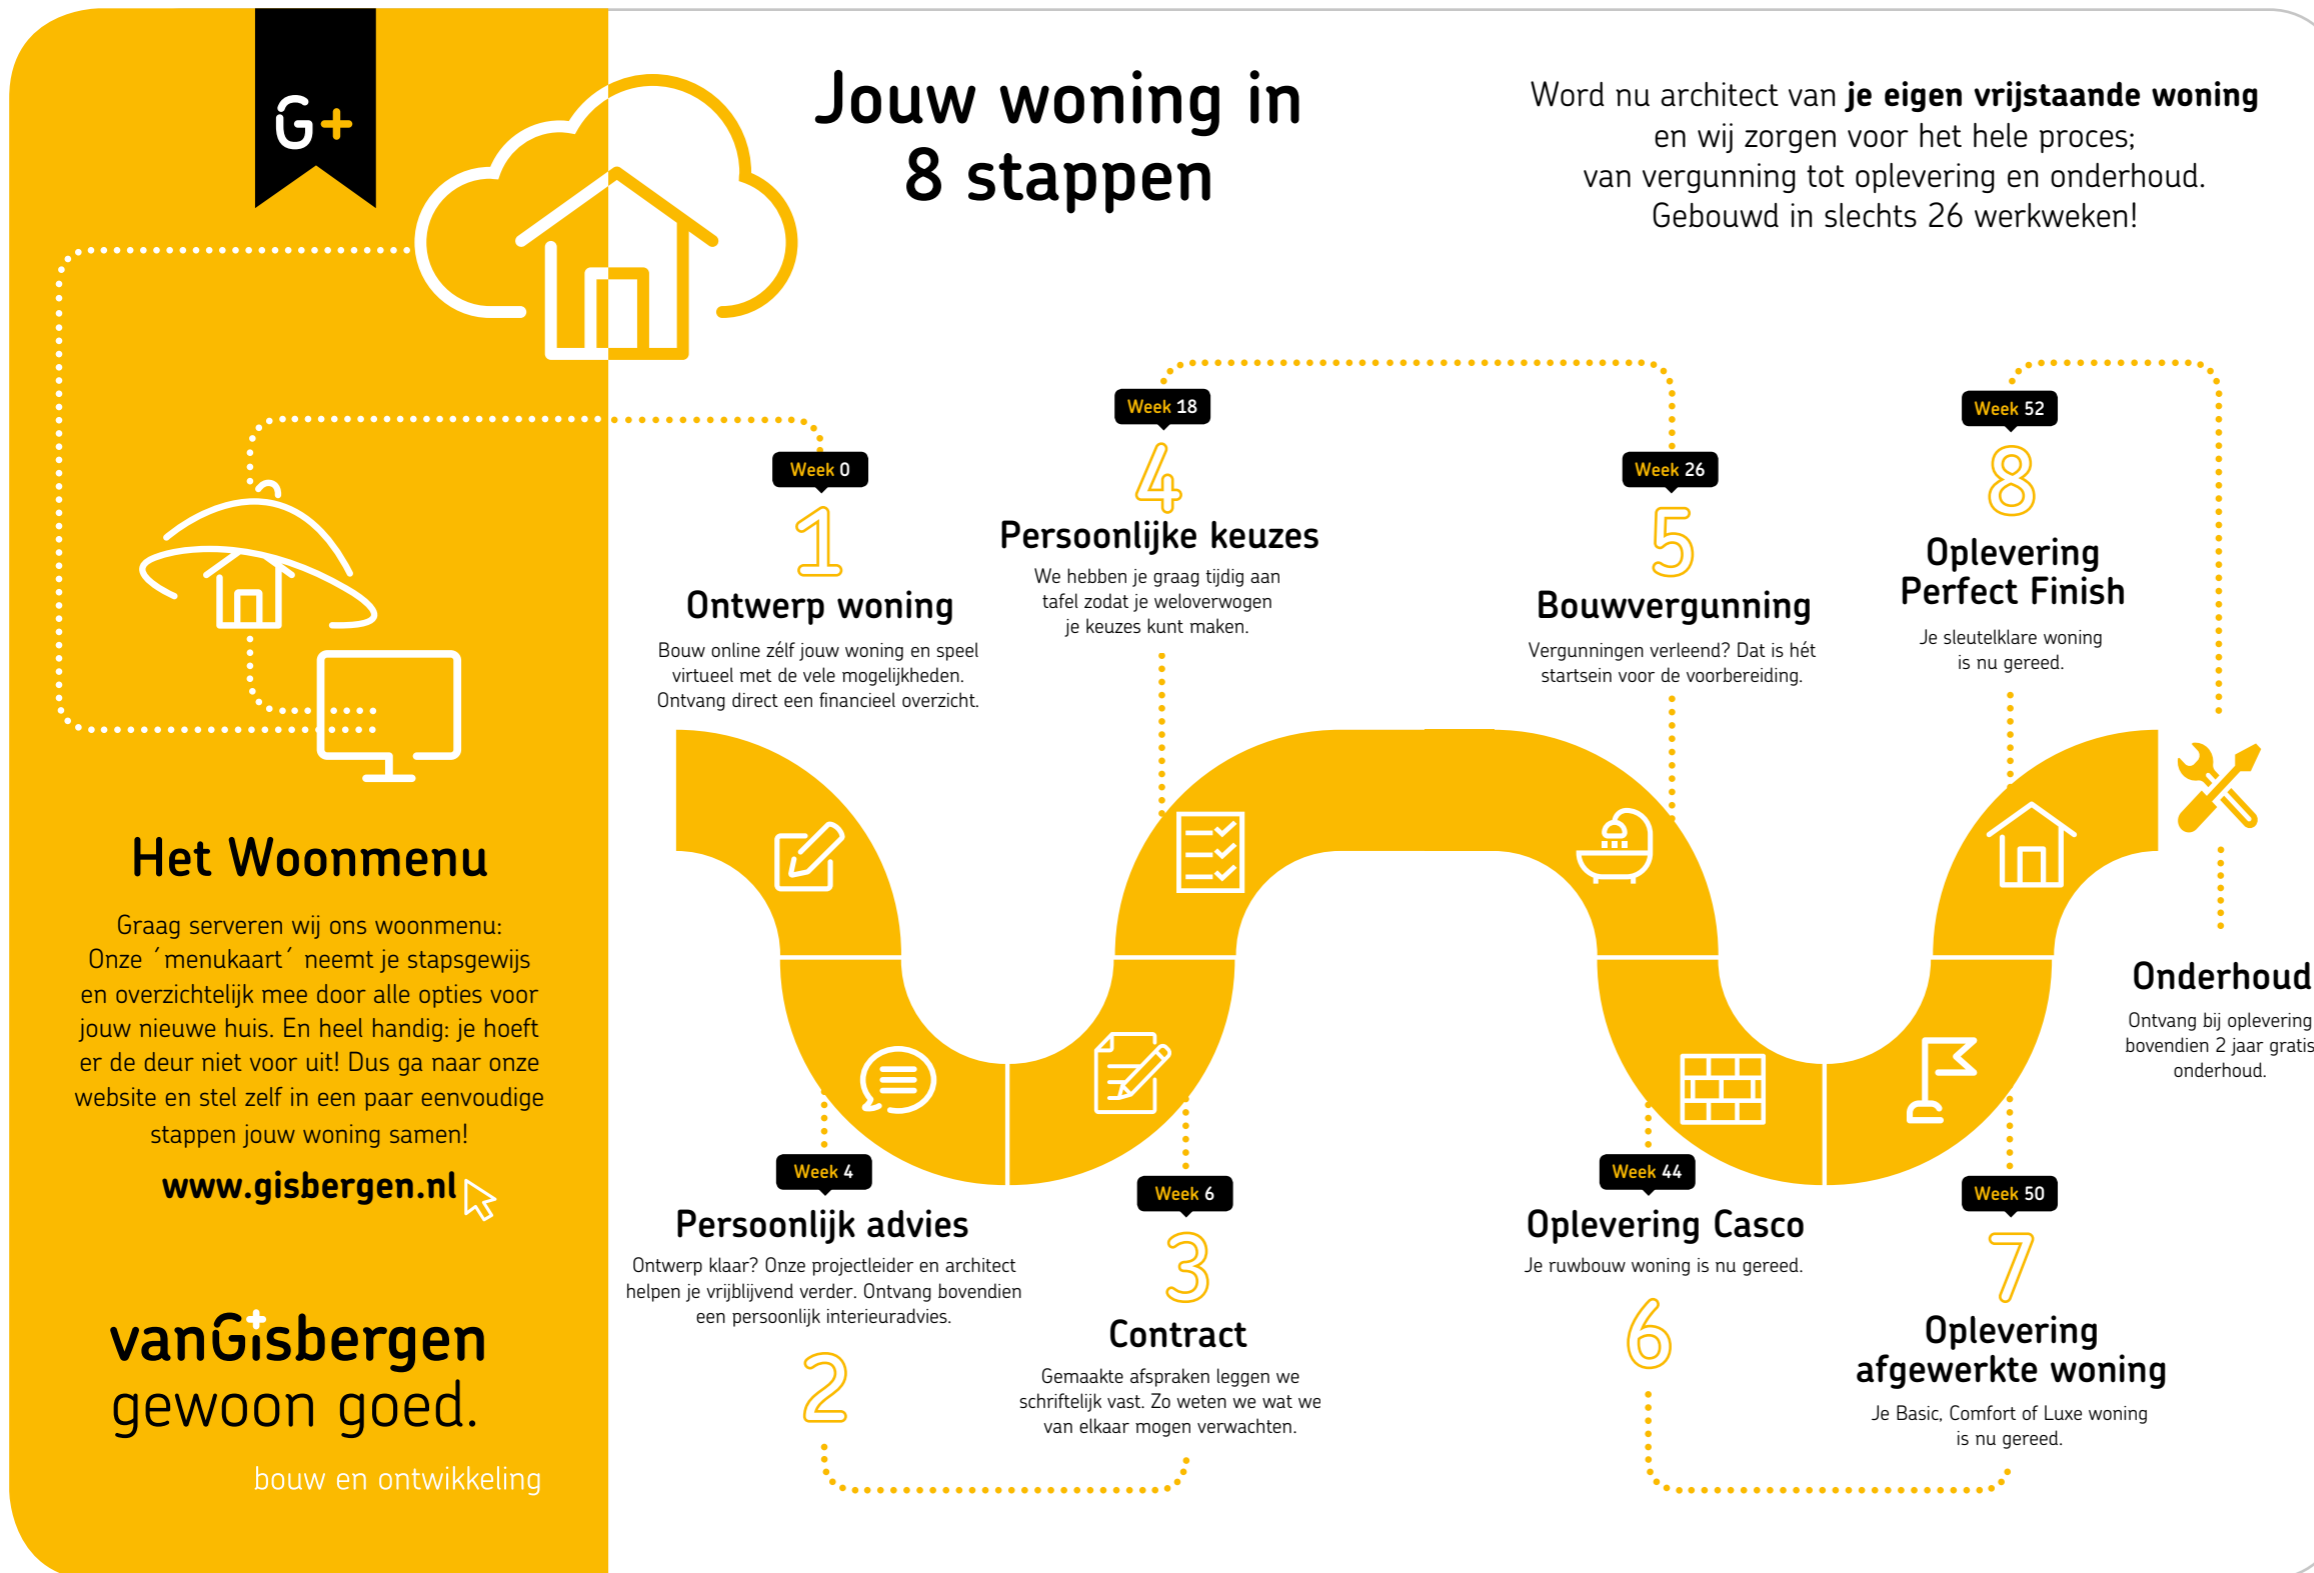 G+
Jouw woning in
8 stappen
Word nu architect van je eigen vrijstaande woning
en wij zorgen voor het hele proces;
van vergunning tot oplevering en onderhoud.
Gebouwd in slechts 26 werkweken!
Het Woonmenu
Graag serveren wij ons woonmenu:
Onze ´menukaart´ neemt je stapsgewijs
en overzichtelijk mee door alle opties voor
jouw nieuwe huis. En heel handig: je hoeft
er de deur niet voor uit! Dus ga naar onze
website en stel zelf in een paar eenvoudige
stappen jouw woning samen!
www.gisbergen.nl
vanGisbergen
gewoon goed.
bouw en ontwikkeling
Week 0
1
Ontwerp woning
Bouw online zélf jouw woning en speel
virtueel met de vele mogelijkheden.
Ontvang direct een financieel overzicht.
Week 4
Persoonlijk advies
Ontwerp klaar? Onze projectleider en architect
helpen je vrijblijvend verder. Ontvang bovendien
een persoonlijk interieuradvies.
2
Week 6
3
Contract
Gemaakte afspraken leggen we
schriftelijk vast. Zo weten we wat we
van elkaar mogen verwachten.
Week 18
4
Persoonlijke keuzes
We hebben je graag tijdig aan
tafel zodat je weloverwogen
je keuzes kunt maken.
Week 26
5
Bouwvergunning
Vergunningen verleend? Dat is hét
startsein voor de voorbereiding.
Week 44
Oplevering Casco
Je ruwbouw woning is nu gereed.
6
Week 50
7
Oplevering
afgewerkte woning
Je Basic, Comfort of Luxe woning
is nu gereed.
Week 52
8
Oplevering
Perfect Finish
Je sleutelklare woning
is nu gereed.
Onderhoud
Ontvang bij oplevering
bovendien 2 jaar gratis
onderhoud.